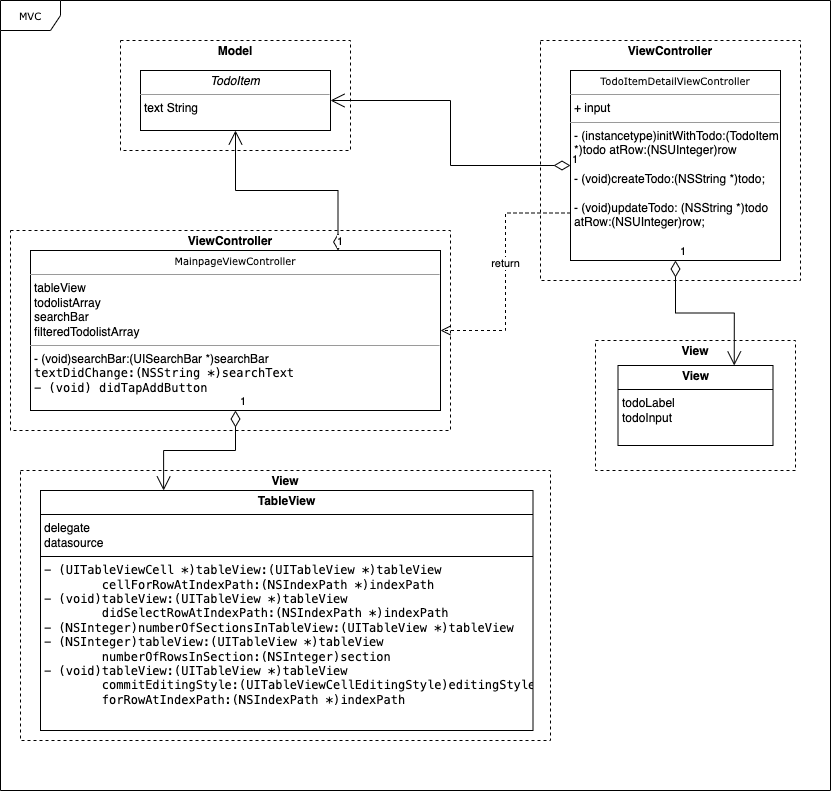 MVC
Model
TodoItem
text String
ViewController
TodoItemDetailViewController
+ input
- (instancetype)initWithTodo:(TodoItem
*)todo atRow:(NSUInteger)row
1
- (void)createTodo:(NSString *)todo;
- (void)updateTodo: (NSString *)todo
atRow:(NSUInteger)row;
1
return
1
ViewController
MainpageViewController
tableView
todolistArray
searchBar
filteredTodolistArray
- (void)searchBar:(UISearchBar *)searchBar
textDidChange:(NSString *)searchText
- (void) didTapAddButton
1
View
View
todoLabel
todoInput
View
TableView
delegate
datasource
- (UITableViewCell *)tableView:(UITableView *)tableView
cellForRowAtIndexPath:(NSIndexPath *)indexPath
- (void)tableView:(UITableView *)tableView
didSelectRowAtIndexPath:(NSIndexPath *)indexPath
- (NSInteger)numberOfSectionsInTableView:(UITableView *)tableView
- (NSInteger)tableView:(UITableView *)tableView
numberOfRowsInSection:(NSInteger)section
- (void)tableView:(UITableView *)tableView
commitEditingStyle:(UITableViewCellEditingStyle)editingStyle
forRowAtIndexPath:(NSIndexPath *)indexPath